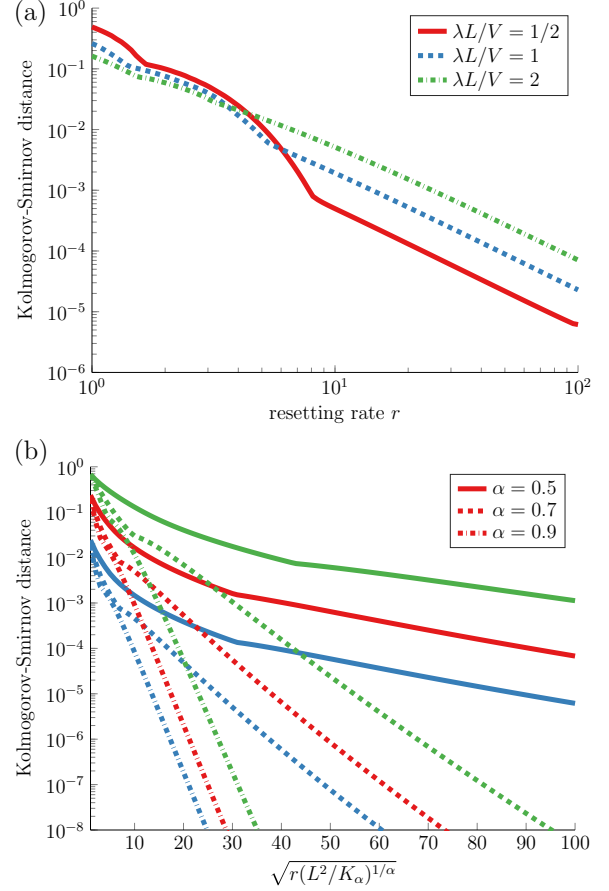 (a)
10^0
10^{-1}
10^{-2}
10^{-3}
10^{-4}
10^{-5}
10^{-6}
Kolmogorov-Smirnov distance
λL/V = 1/2
λL/V = 1
λL/V = 2
10^0 10^1 10^2
resetting rate r
(b)
10^0
10^{-1}
10^{-2}
10^{-3}
10^{-4}
10^{-5}
10^{-6}
10^{-7}
10^{-8}
Kolmogorov-Smirnov distance
α = 0.5
α = 0.7
α = 0.9
10 20 30 40 50 60 70 80 90 100
√r(L^2/K_α)^{1/α}